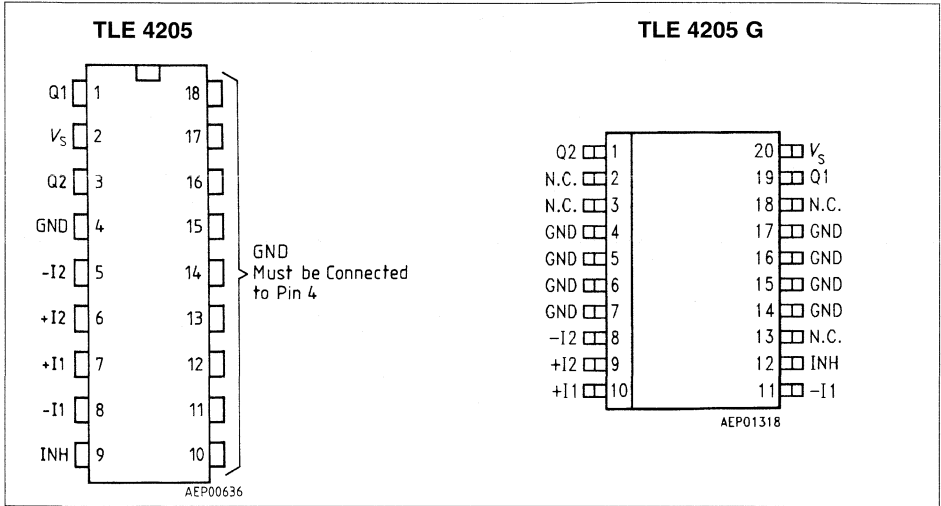 TLE 4205
Q1 1 18
VS 2 17
Q2 3 16
GND 4 15
-I2 5 14
+I2 6 13
+I1 7 12
-I1 8 11
INH 9 10
GND
Must be Connected
to Pin 4
AEP00636
TLE 4205 G
Q2 1 20 VS
N.C. 2 19 Q1
N.C. 3 18 N.C.
GND 4 17 GND
GND 5 16 GND
GND 6 15 GND
GND 7 14 GND
-I2 8 13 N.C.
+I2 9 12 INH
+I1 10 11 -I1
AEP01318